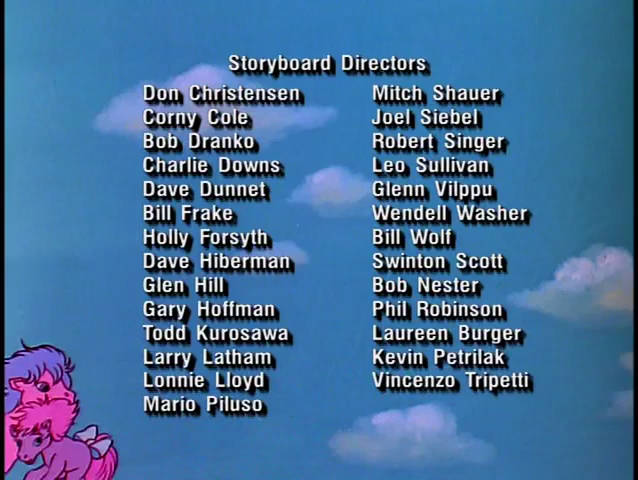 Storyboard Directors
Don Christensen
Corny Cole
Bob Dranko
Charlie Downs
Dave Dunnet
Bill Frake
Holly Forsyth
Dave Hiberman
Glen Hill
Gary Hoffman
Todd Kurosawa
Larry Latham
Lonnie Lloyd
Mario Piluso
Mitch Shauer
Joel Siebel
Robert Singer
Leo Sullivan
Glenn Vilppu
Wendell Washer
Bill Wolf
Swinton Scott
Bob Nester
Phil Robinson
Laureen Burger
Kevin Petrilak
Vincenzo Tripetti